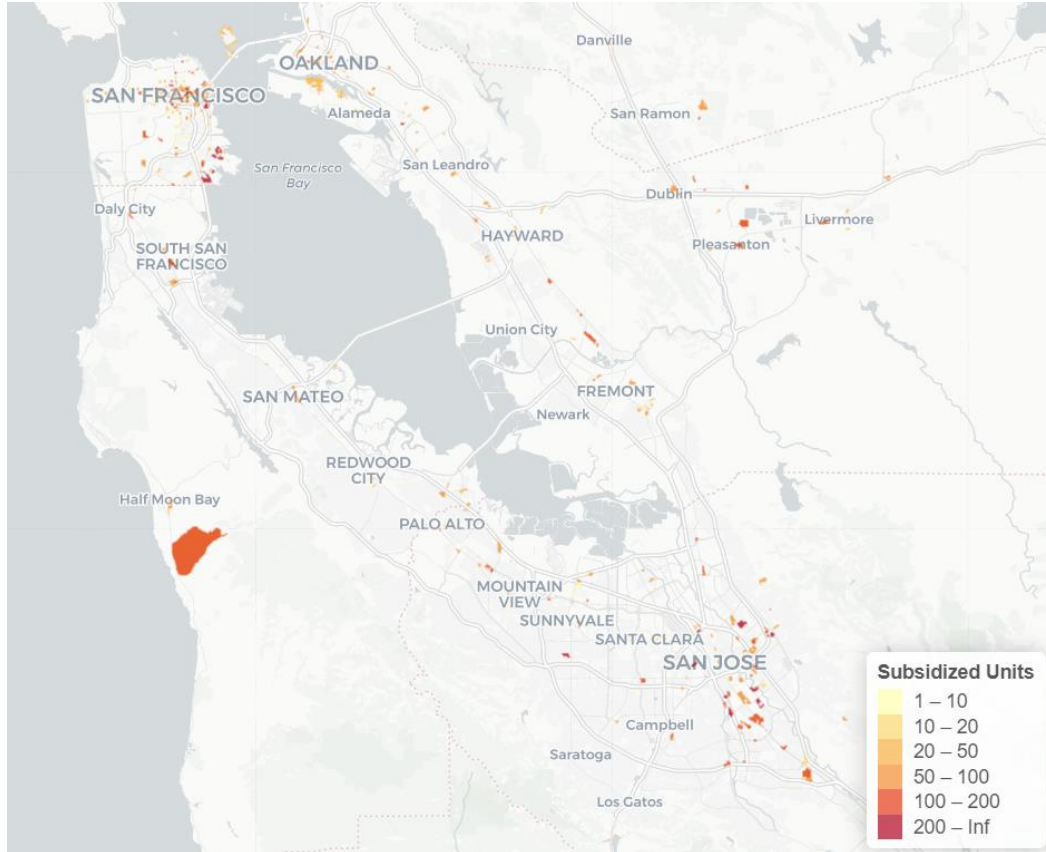 Danville
OAKLAND
SAN FRANCISCO
Alameda
San Ramon
San Leandro
San Francisco
Bay
Dublin
Daly City
Livermore
HAYWARD
Pleasanton
SOUTH SAN
FRANCISCO
Union City
SAN MATEO
FREMONT
Newark
REDWOOD
CITY
Half Moon Bay
PALO ALTO
MOUNTAIN
VIEW
SUNNYVALE
SANTA CLARA
SAN JOSE
Campbell
Saratoga
Los Gatos
Subsidized Units
1 – 10
10 – 20
20 – 50
50 – 100
100 – 200
200 – Inf